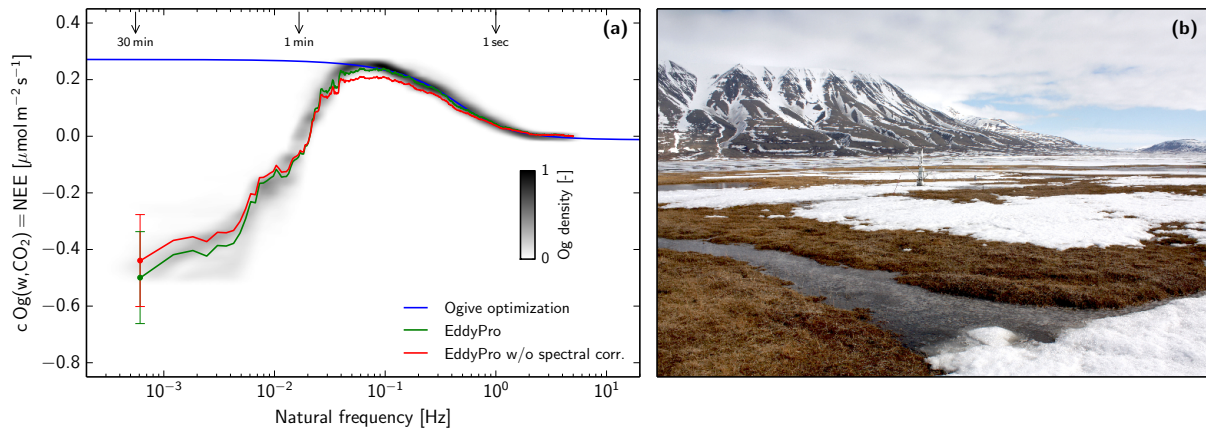 (a)
30 min
1 min
1 sec
0.4
0.2
0.0
−0.2
−0.4
−0.6
−0.8
c Og(w,CO₂) = NEE [μmol m⁻² s⁻¹]
1
0
Og density [-]
Ogive optimization
EddyPro
EddyPro w/o spectral corr.
10⁻³
10⁻²
10⁻¹
10⁰
10¹
Natural frequency [Hz]
(b)